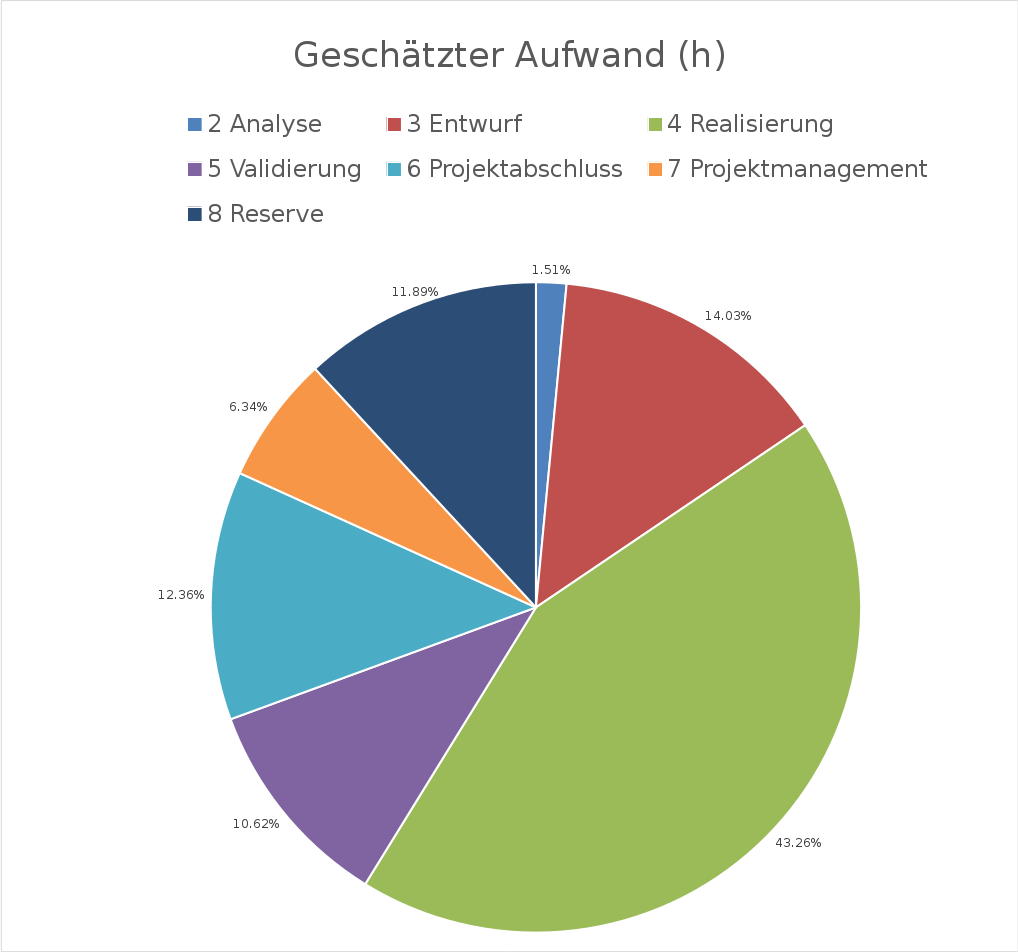 Geschätzter Aufwand (h)
2 Analyse 3 Entwurf 4 Realisierung
5 Validierung 6 Projektabschluss 7 Projektmanagement
8 Reserve
1.51%
11.89%
14.03%
6.34%
12.36%
10.62%
43.26%